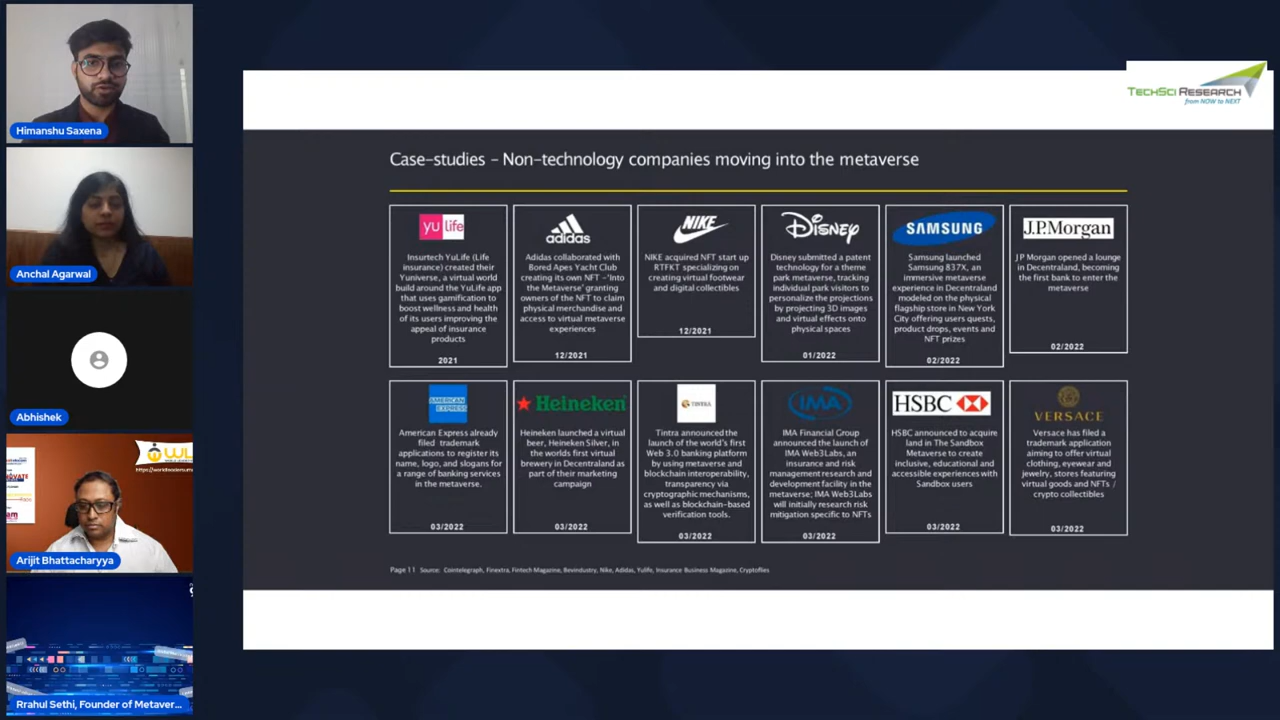 Himanshu Saxena
Anchal Agarwal
Abhishek
https://worldleaders.m
Arijit Bhattacharyya
Rrahul Sethi, Founder of Metaver...
TECHSCI RESEARCH
from NOW to NEXT
Case-studies - Non-technology companies moving into the metaverse
yu life
Insurtech YuLife (Life
insurance) created their
Yuniverse, a virtual world
build around the YuLife app
that uses gamification to
boost wellness and health
of its users improving the
appeal of insurance
products
2021
adidas
Adidas collaborated with
Bored Apes Yacht Club
creating its own NFT -'Into
the Metaverse' granting
owners of the NFT to claim
physical merchandise and
access to virtual metaverse
experiences
12/2021
NIKE
NIKE acquired NFT start up
RTFKT specializing on
creating virtual footwear
and digital collectibles
12/2021
Disney
Disney submitted a patent
technology for a theme
park metaverse, tracking
individual park visitors to
personalize the projections
by projecting 3D images
and virtual effects onto
physical spaces
01/2022
SAMSUNG
Samsung launched
Samsung 837X, an
immersive metaverse
experience in Decentraland
modeled on the physical
flagship store in New York
City offering users quests,
product drops, events and
NFT prizes
02/2022
J.P.Morgan
J P Morgan opened a lounge
in Decentraland, becoming
the first bank to enter the
metaverse
02/2022
AMERICAN
EXPRESS
American Express already
filed trademark
applications to register its
name, logo, and slogans for
a range of banking services
in the metaverse.
03/2022
Heineken
Heineken launched a virtual
beer, Heineken Silver, in
the worlds first virtual
brewery in Decentraland as
part of their marketing
campaign
03/2022
TINTRA
Tintra announced the
launch of the world's first
Web 3.0 banking platform
by using metaverse and
blockchain interoperability,
transparency via
cryptographic mechanisms,
as well as blockchain-based
verification tools.
03/2022
IMA
IMA Financial Group
announced the launch of
IMA Web3Labs, an
insurance and risk
management research and
development facility in the
metaverse; IMA Web3Labs
will initially research risk
mitigation specific to NFTs
03/2022
HSBC
HSBC announced to acquire
land in The Sandbox
Metaverse to create
inclusive, educational and
accessible experiences with
Sandbox users
03/2022
VERSACE
Versace has filed a
trademark application
aiming to offer virtual
clothing, eyewear and
jewelry, stores featuring
virtual goods and NFTs /
crypto collectibles
03/2022
Page 11 Source: Cointelegraph, Finextra, Fintech Magazine, Bevindustry, Nike, Adidas, Yulife, Insurance Business Magazine, Cryptoflies